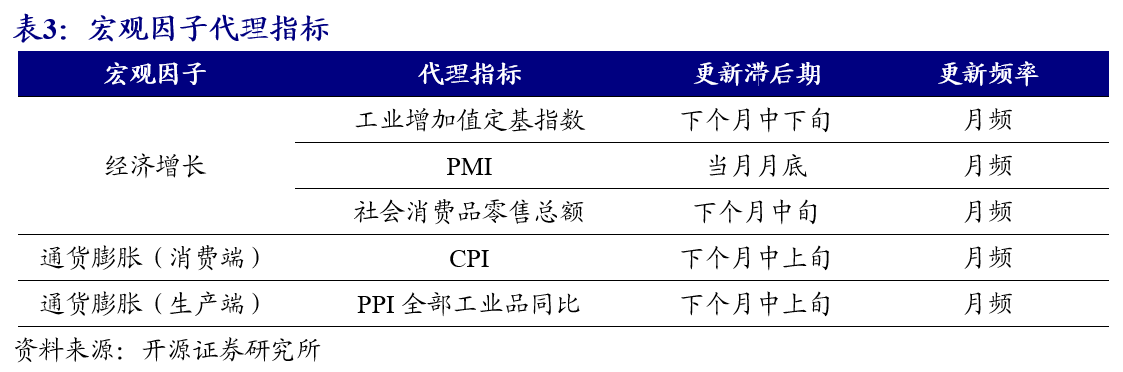 表3：宏观因子代理指标
宏观因子 代理指标 更新滞后期 更新频率
工业增加值定基指数 下个月中下旬 月频
经济增长 PMI 当月月底 月频
社会消费品零售总额 下个月中旬 月频
通货膨胀（消费端） CPI 下个月中上旬 月频
通货膨胀（生产端） PPI 全部工业品同比 下个月中上旬 月频
资料来源：开源证券研究所